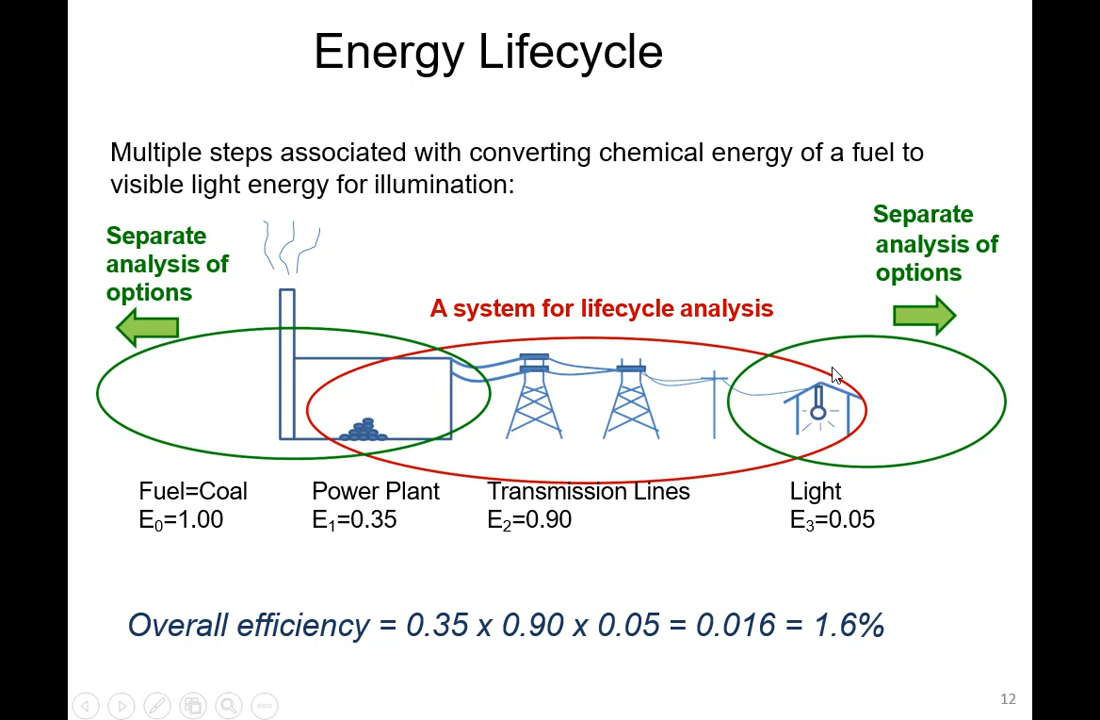 Energy Lifecycle
Multiple steps associated with converting chemical energy of a fuel to
visible light energy for illumination:
Separate
analysis of
options
Separate
analysis of
options
A system for lifecycle analysis
Fuel=Coal
E₀=1.00
Power Plant
E₁=0.35
Transmission Lines
E₂=0.90
Light
E₃=0.05
Overall efficiency = 0.35 x 0.90 x 0.05 = 0.016 = 1.6%
12